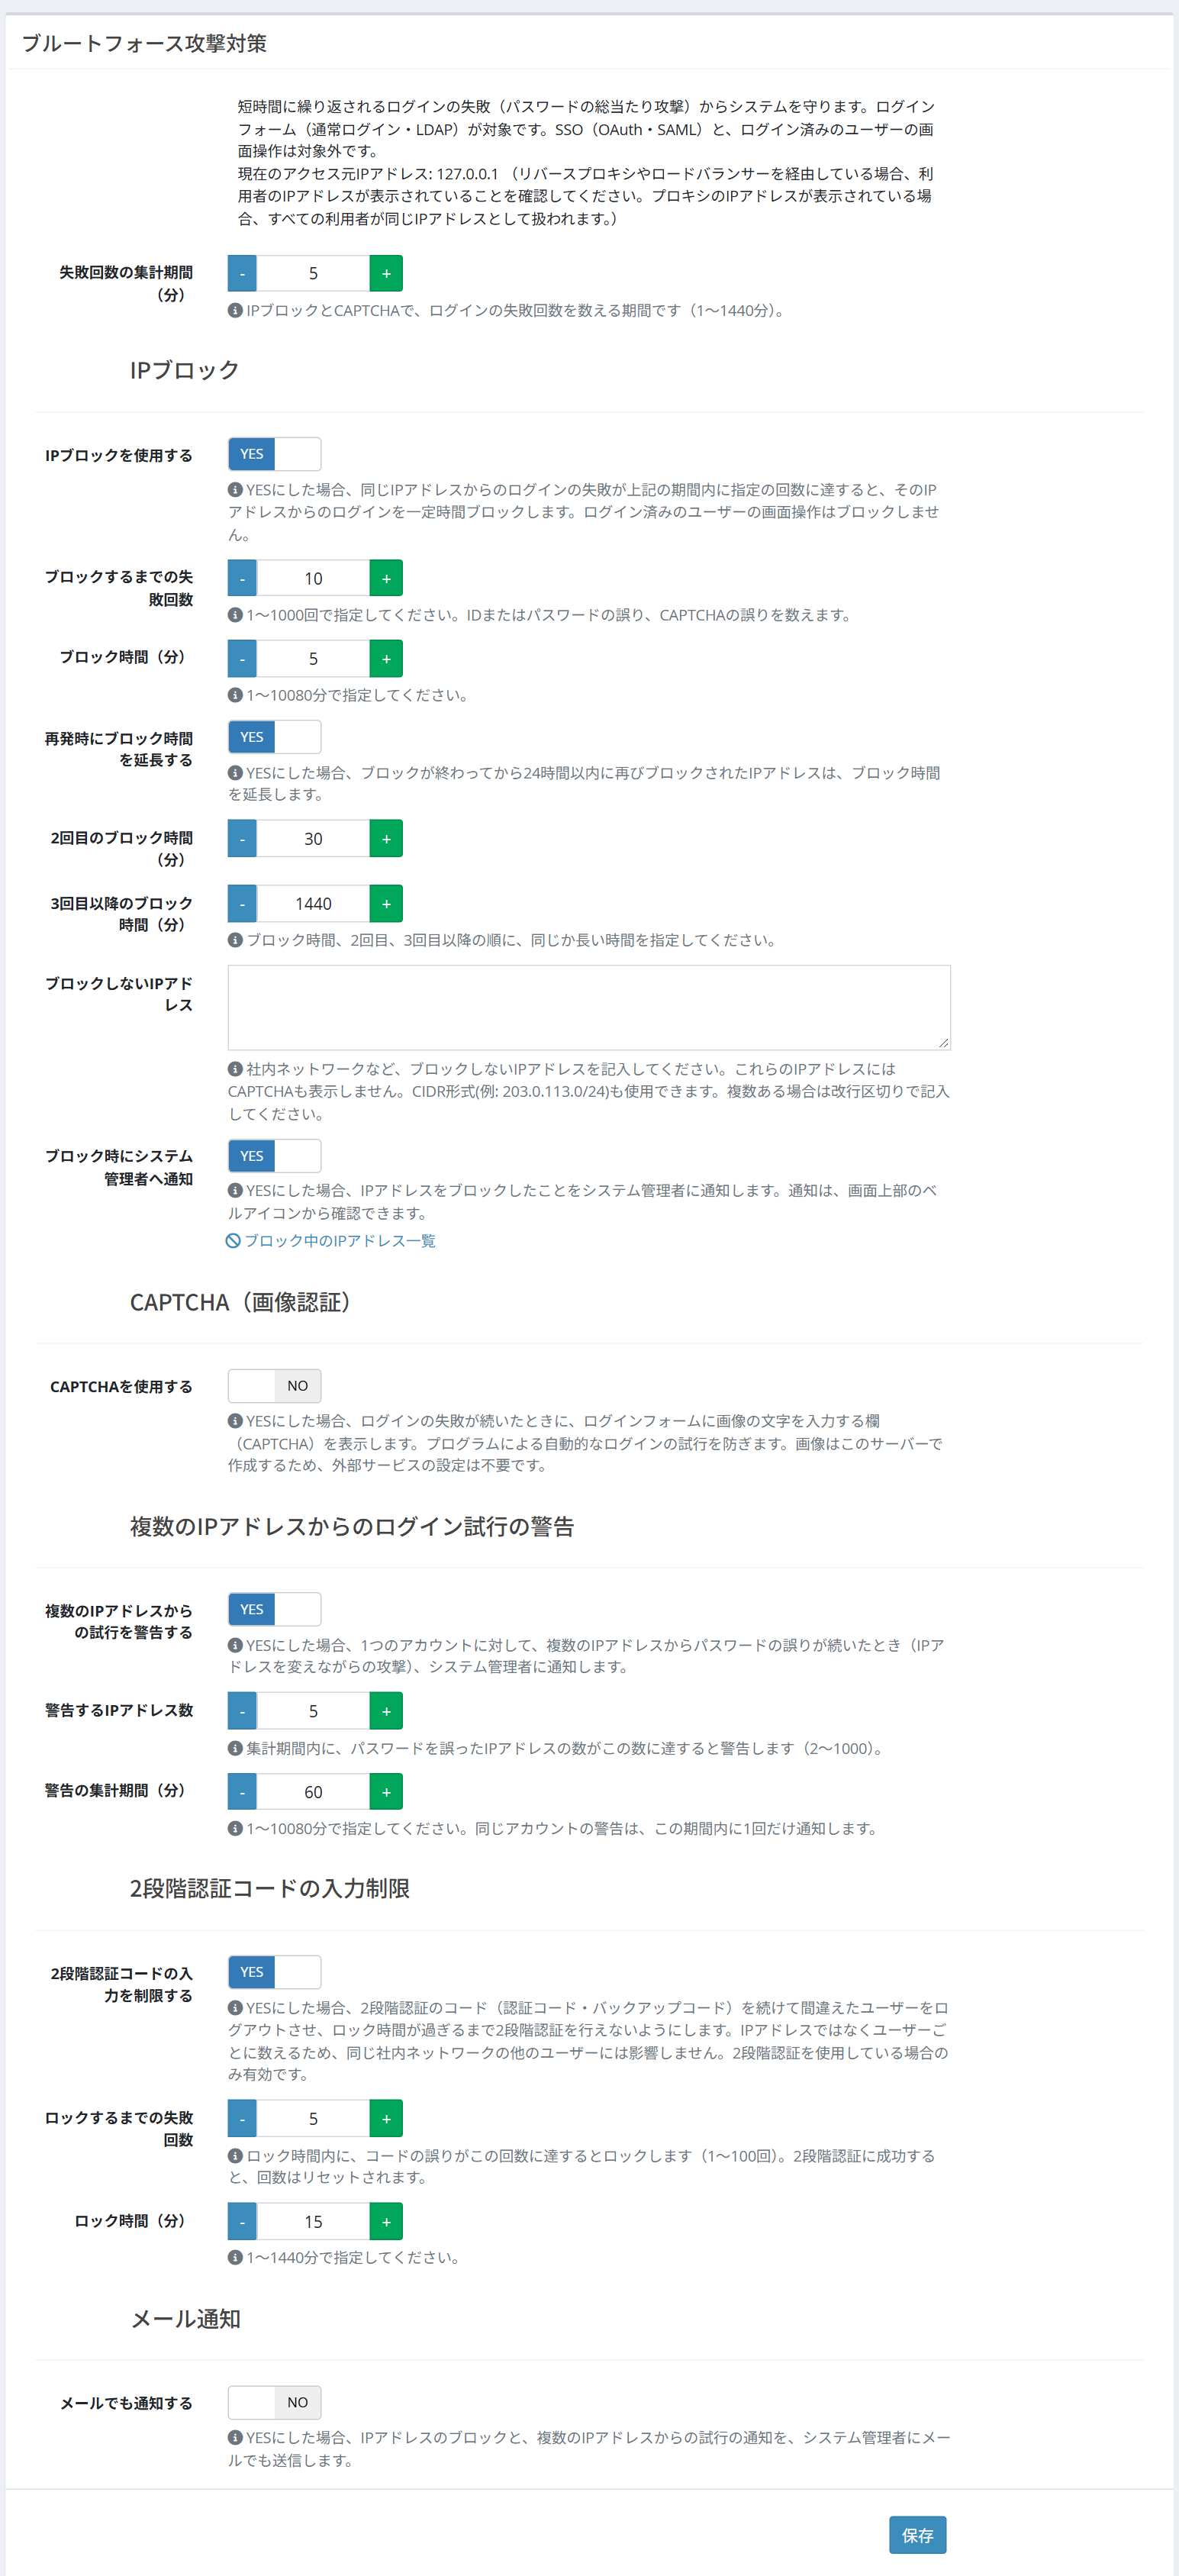 ブルートフォース攻撃対策
短時間に繰り返されるログインの失敗（パスワードの総当たり攻撃）からシステムを守ります。ログイン
フォーム（通常ログイン・LDAP）が対象です。SSO（OAuth・SAML）と、ログイン済みのユーザーの画
面操作は対象外です。
現在のアクセス元IPアドレス: 127.0.0.1 （リバースプロキシやロードバランサーを経由している場合、利
用者のIPアドレスが表示されていることを確認してください。プロキシのIPアドレスが表示されている場
合、すべての利用者が同じIPアドレスとして扱われます。）
失敗回数の集計期間
（分）
- 5 +
IPブロックとCAPTCHAで、ログインの失敗回数を数える期間です（1〜1440分）。
IPブロック
IPブロックを使用する
YES
YESにした場合、同じIPアドレスからのログインの失敗が上記の期間内に指定の回数に達すると、そのIP
アドレスからのログインを一定時間ブロックします。ログイン済みのユーザーの画面操作はブロックしませ
ん。
ブロックするまでの失
敗回数
- 10 +
1〜1000回で指定してください。IDまたはパスワードの誤り、CAPTCHAの誤りを数えます。
ブロック時間（分）
- 5 +
1〜10080分で指定してください。
再発時にブロック時間
を延長する
YES
YESにした場合、ブロックが終わってから24時間以内に再びブロックされたIPアドレスは、ブロック時間
を延長します。
2回目のブロック時間
（分）
- 30 +
3回目以降のブロック
時間（分）
- 1440 +
ブロック時間、2回目、3回目以降の順に、同じか長い時間を指定してください。
ブロックしないIPアド
レス
社内ネットワークなど、ブロックしないIPアドレスを記入してください。これらのIPアドレスには
CAPTCHAも表示しません。CIDR形式(例: 203.0.113.0/24)も使用できます。複数ある場合は改行区切りで記入
してください。
ブロック時にシステム
管理者へ通知
YES
YESにした場合、IPアドレスをブロックしたことをシステム管理者に通知します。通知は、画面上部のベ
ルアイコンから確認できます。
ブロック中のIPアドレス一覧
CAPTCHA（画像認証）
CAPTCHAを使用する
NO
YESにした場合、ログインの失敗が続いたときに、ログインフォームに画像の文字を入力する欄
（CAPTCHA）を表示します。プログラムによる自動的なログインの試行を防ぎます。画像はこのサーバーで
作成するため、外部サービスの設定は不要です。
複数のIPアドレスからのログイン試行の警告
複数のIPアドレスから
の試行を警告する
YES
YESにした場合、1つのアカウントに対して、複数のIPアドレスからパスワードの誤りが続いたとき（IPア
ドレスを変えながらの攻撃）、システム管理者に通知します。
警告するIPアドレス数
- 5 +
集計期間内に、パスワードを誤ったIPアドレスの数がこの数に達すると警告します（2〜1000）。
警告の集計期間（分）
- 60 +
1〜10080分で指定してください。同じアカウントの警告は、この期間内に1回だけ通知します。
2段階認証コードの入力制限
2段階認証コードの入
力を制限する
YES
YESにした場合、2段階認証のコード（認証コード・バックアップコード）を続けて間違えたユーザーをロ
グアウトさせ、ロック時間が過ぎるまで2段階認証を行えないようにします。IPアドレスではなくユーザーご
とに数えるため、同じ社内ネットワークの他のユーザーには影響しません。2段階認証を使用している場合の
み有効です。
ロックするまでの失敗
回数
- 5 +
ロック時間内に、コードの誤りがこの回数に達するとロックします（1〜100回）。2段階認証に成功する
と、回数はリセットされます。
ロック時間（分）
- 15 +
1〜1440分で指定してください。
メール通知
メールでも通知する
NO
YESにした場合、IPアドレスのブロックと、複数のIPアドレスからの試行の通知を、システム管理者にメー
ルでも送信します。
保存